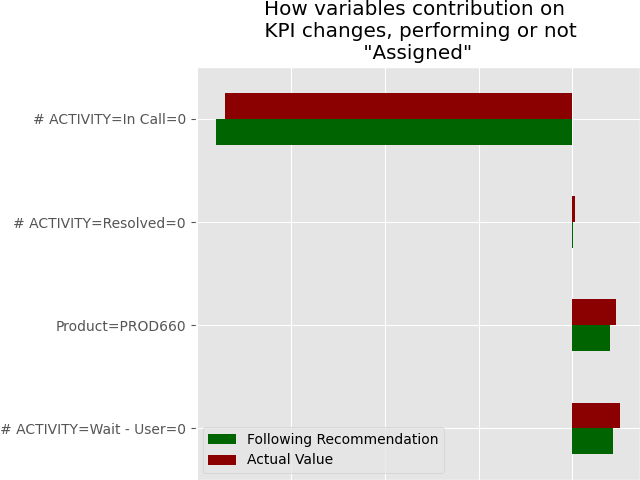 How variables contribution on
KPI changes, performing or not
"Assigned"
# ACTIVITY=In Call=0
# ACTIVITY=Resolved=0
Product=PROD660
# ACTIVITY=Wait - User=0
Following Recommendation
Actual Value